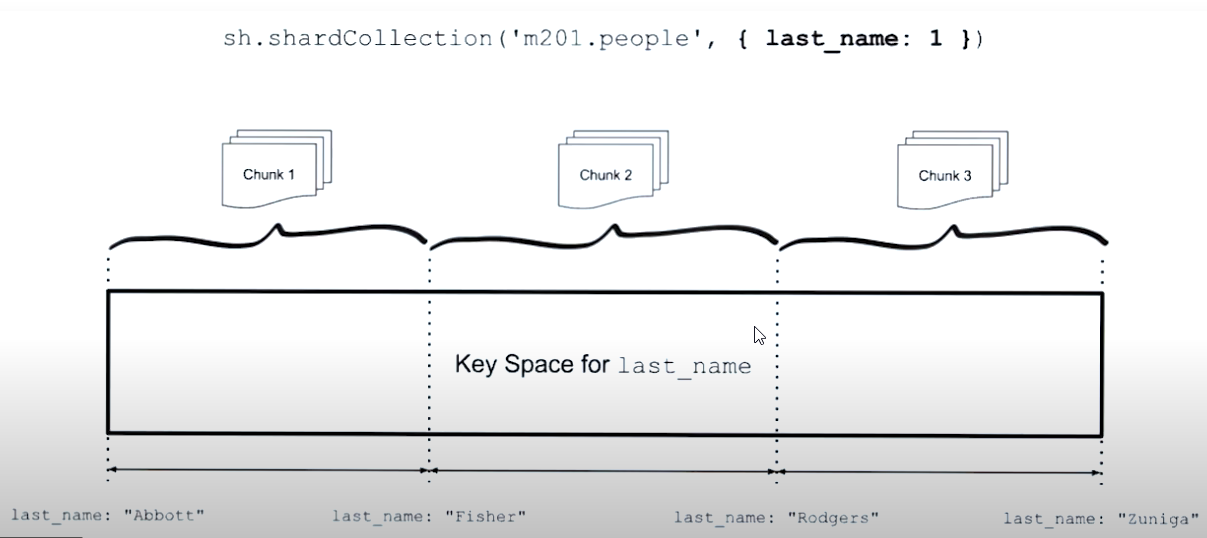 sh.shardCollection('m201.people', { last_name: 1 })
Chunk 1
Chunk 2
Chunk 3
Key Space for last_name
last_name: "Abbott"
last_name: "Fisher"
last_name: "Rodgers"
last_name: "Zuniga"